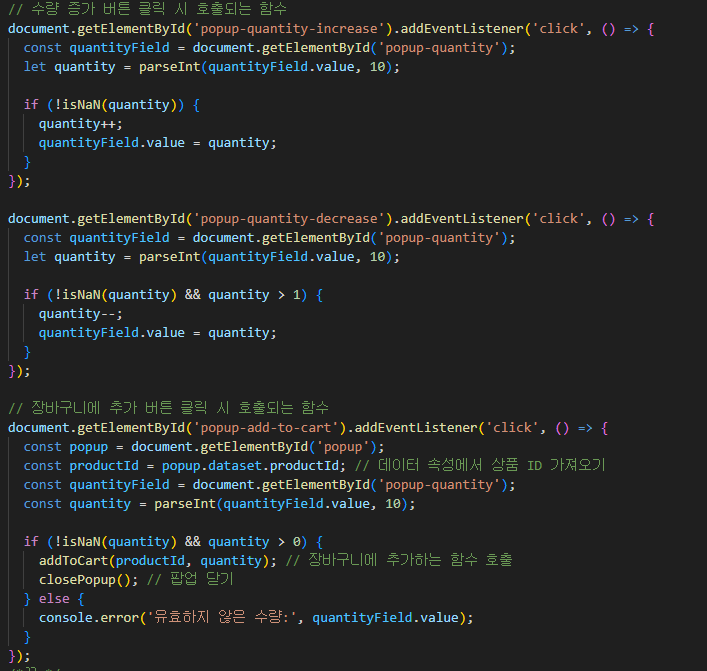 // 수량 증가 버튼 클릭 시 호출되는 함수
document.getElementById('popup-quantity-increase').addEventListener('click', () => {
  const quantityField = document.getElementById('popup-quantity');
  let quantity = parseInt(quantityField.value, 10);

  if (!isNaN(quantity)) {
    quantity++;
    quantityField.value = quantity;
  }
});

document.getElementById('popup-quantity-decrease').addEventListener('click', () => {
  const quantityField = document.getElementById('popup-quantity');
  let quantity = parseInt(quantityField.value, 10);

  if (!isNaN(quantity) && quantity > 1) {
    quantity--;
    quantityField.value = quantity;
  }
});

// 장바구니에 추가 버튼 클릭 시 호출되는 함수
document.getElementById('popup-add-to-cart').addEventListener('click', () => {
  const popup = document.getElementById('popup');
  const productId = popup.dataset.productId; // 데이터 속성에서 상품 ID 가져오기
  const quantityField = document.getElementById('popup-quantity');
  const quantity = parseInt(quantityField.value, 10);

  if (!isNaN(quantity) && quantity > 0) {
    addToCart(productId, quantity); // 장바구니에 추가하는 함수 호출
    closePopup(); // 팝업 닫기
  } else {
    console.error('유효하지 않은 수량:', quantityField.value);
  }
});